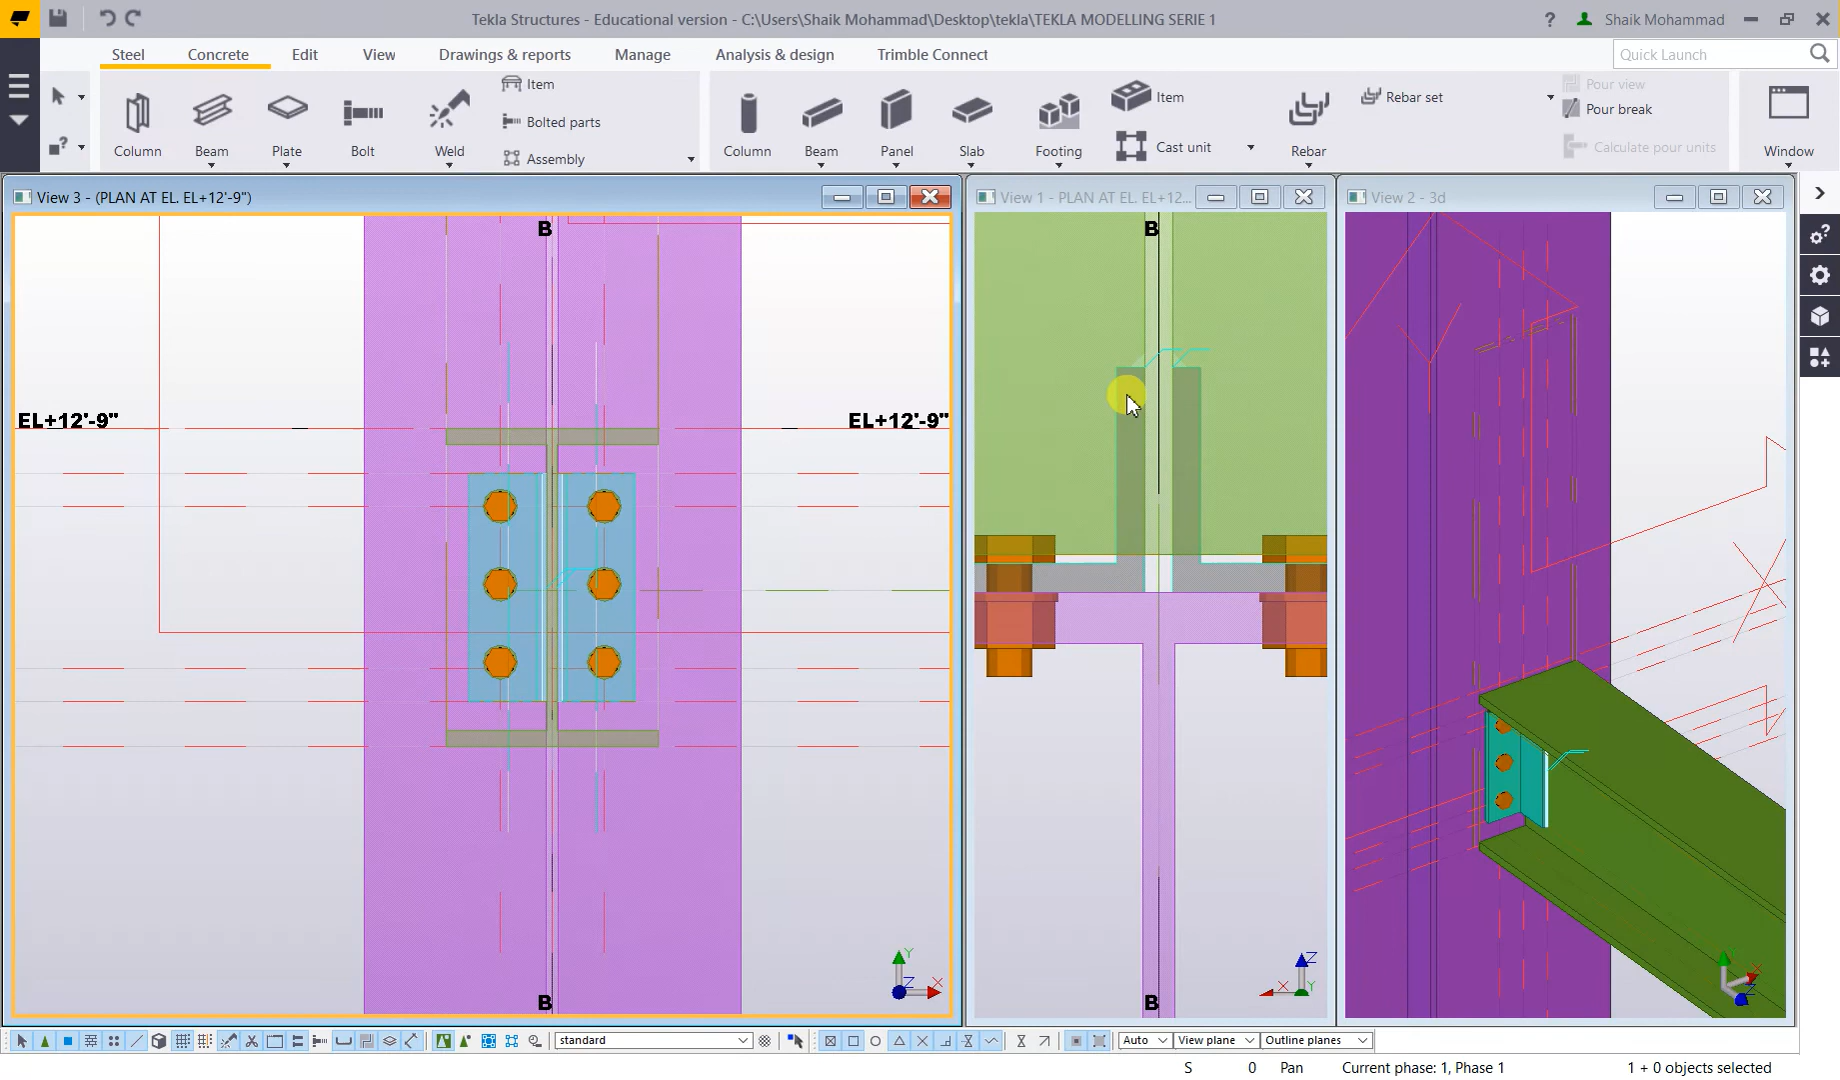 Tekla Structures - Educational version - C:\Users\Shaik Mohammad\Desktop\tekla\TEKLA MODELLING SERIE 1
? Shaik Mohammad
Steel Concrete Edit View Drawings & reports Manage Analysis & design Trimble Connect
Quick Launch
Column Beam Plate Bolt Weld
Item
Bolted parts
Assembly
Column Beam Panel Slab Footing
Item
Cast unit
Rebar
Rebar set
Pour view
Pour break
Calculate pour units
Window
View 3 - (PLAN AT EL. EL+12'-9")
View 1 - PLAN AT EL. EL+12...
View 2 - 3d
B
EL+12'-9"
EL+12'-9"
B
Y
Z
X
B
B
Z
X
Y
Y
X
Z
standard
Auto
View plane
Outline planes
S 0 Pan Current phase: 1, Phase 1 1 + 0 objects selected